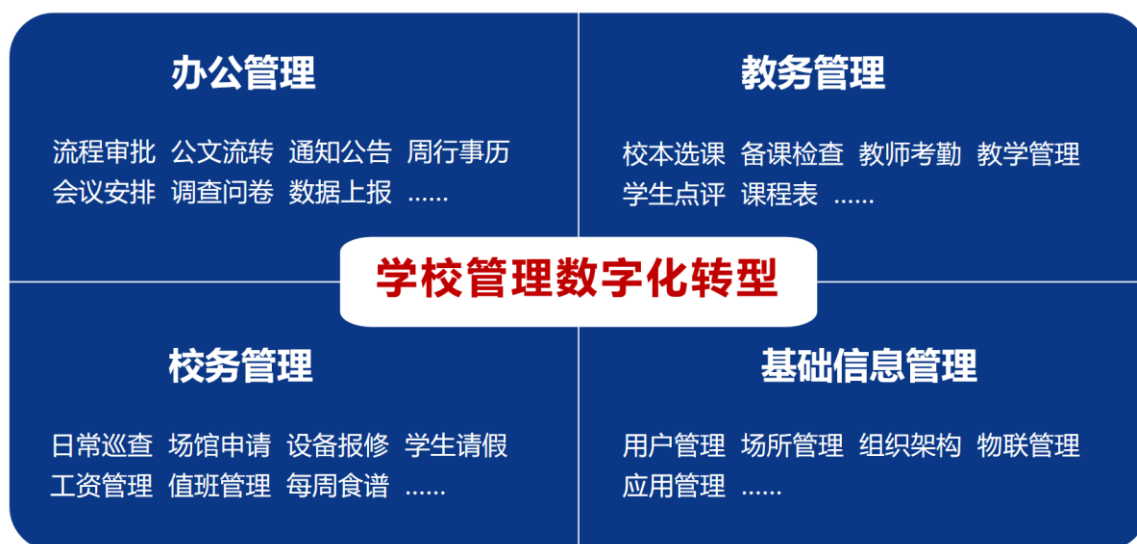 办公管理
流程审批 公文流转 通知公告 周行事历
会议安排 调查问卷 数据上报 ......
教务管理
校本选课 备课检查 教师考勤 教学管理
学生点评 课程表 ......
学校管理数字化转型
校务管理
日常巡查 场馆申请 设备报修 学生请假
工资管理 值班管理 每周食谱 ......
基础信息管理
用户管理 场所管理 组织架构 物联管理
应用管理 ......